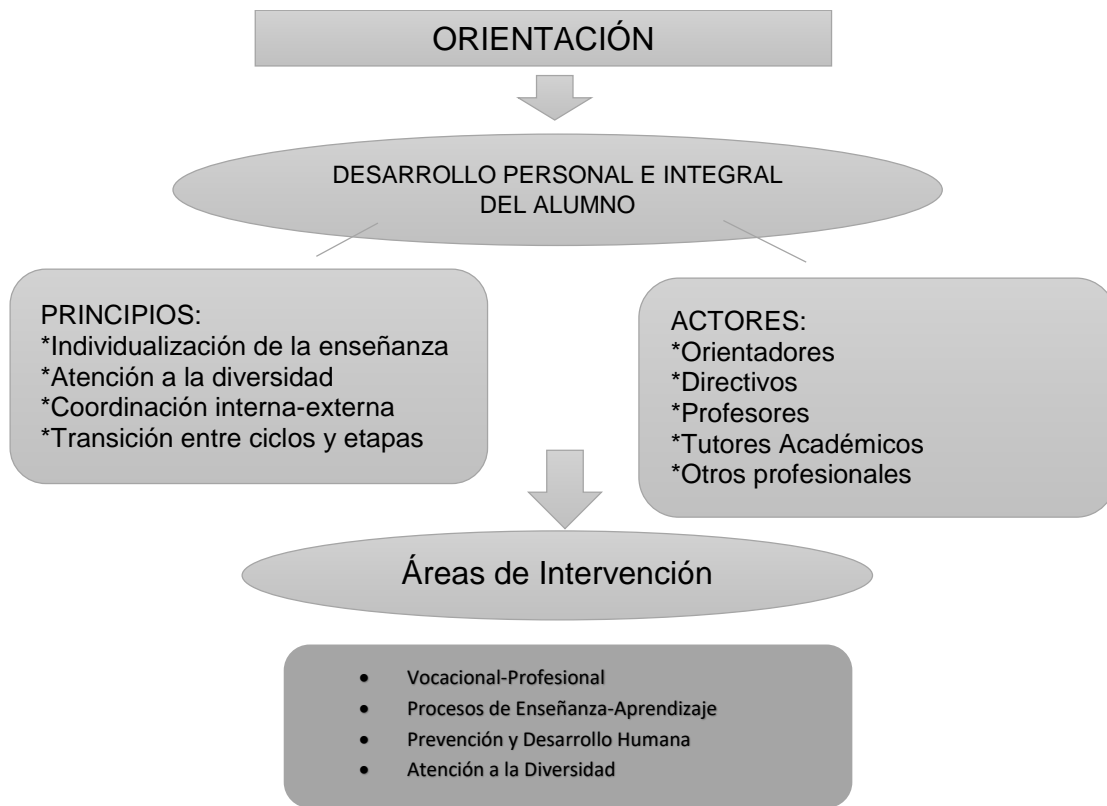 ORIENTACIÓN
DESARROLLO PERSONAL E INTEGRAL
DEL ALUMNO
PRINCIPIOS:
*Individualización de la enseñanza
*Atención a la diversidad
*Coordinación interna-externa
*Transición entre ciclos y etapas
ACTORES:
*Orientadores
*Directivos
*Profesores
*Tutores Académicos
*Otros profesionales
Áreas de Intervención
• Vocacional-Profesional
• Procesos de Enseñanza-Aprendizaje
• Prevención y Desarrollo Humana
• Atención a la Diversidad